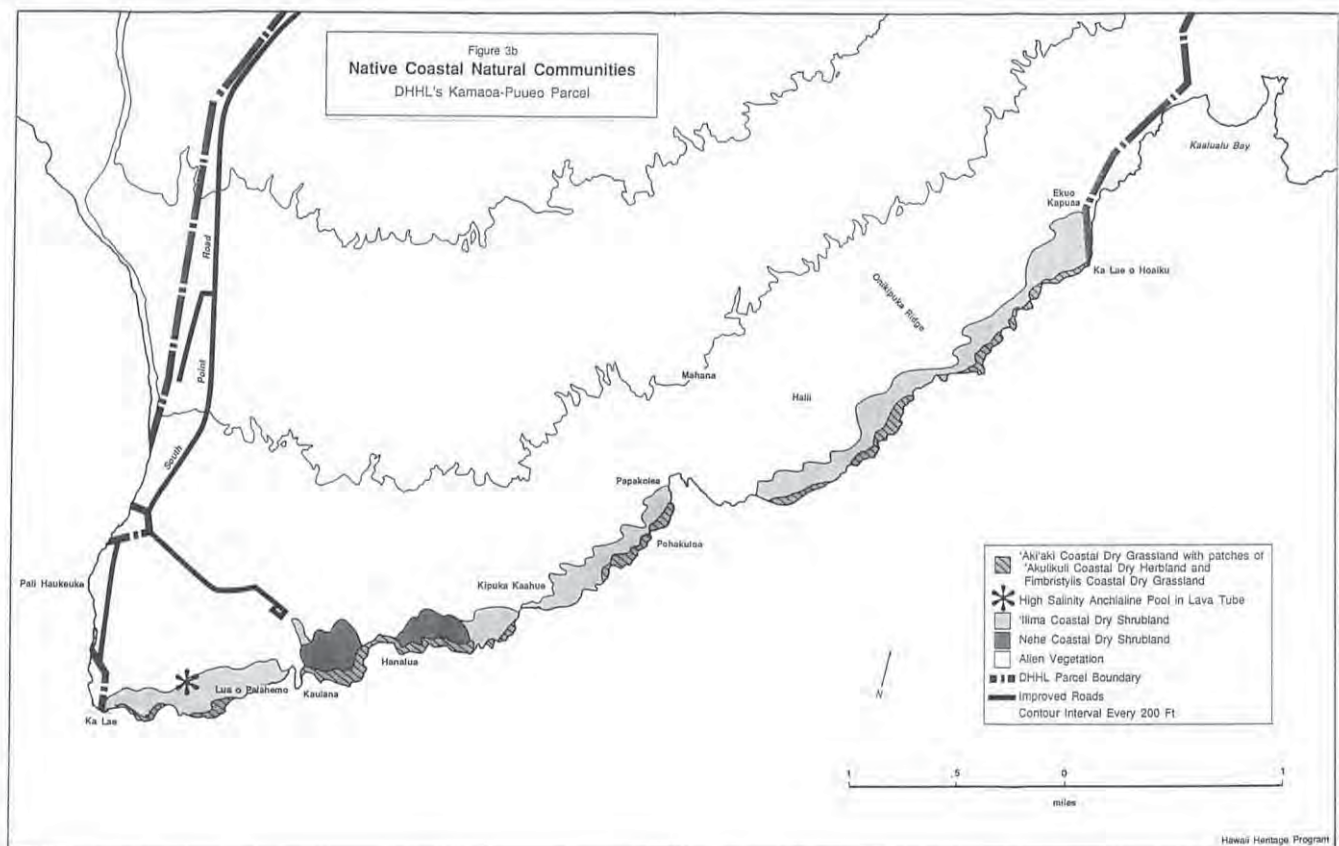 Figure 3b
Native Coastal Natural Communities
DHHL's Kamaoa-Puueo Parcel
Kaalualu Bay
Ekuo
Kapuaa
Ka Lae o Hoaiku
Road
Point
South
Onikipuka Ridge
Mahana
Halii
Papakolea
Pohakuloa
Pali Haukeuke
Kipuka Kaahue
Hanalua
Lua o Palahemo
Kaulana
Ka Lae
N
'Aki'aki Coastal Dry Grassland with patches of
'Akulikuli Coastal Dry Herbland and
Fimbristylis Coastal Dry Grassland
High Salinity Anchialine Pool in Lava Tube
'Ilima Coastal Dry Shrubland
Nehe Coastal Dry Shrubland
Alien Vegetation
DHHL Parcel Boundary
Improved Roads
Contour Interval Every 200 Ft
1 .5 0 1
miles
Hawaii Heritage Program